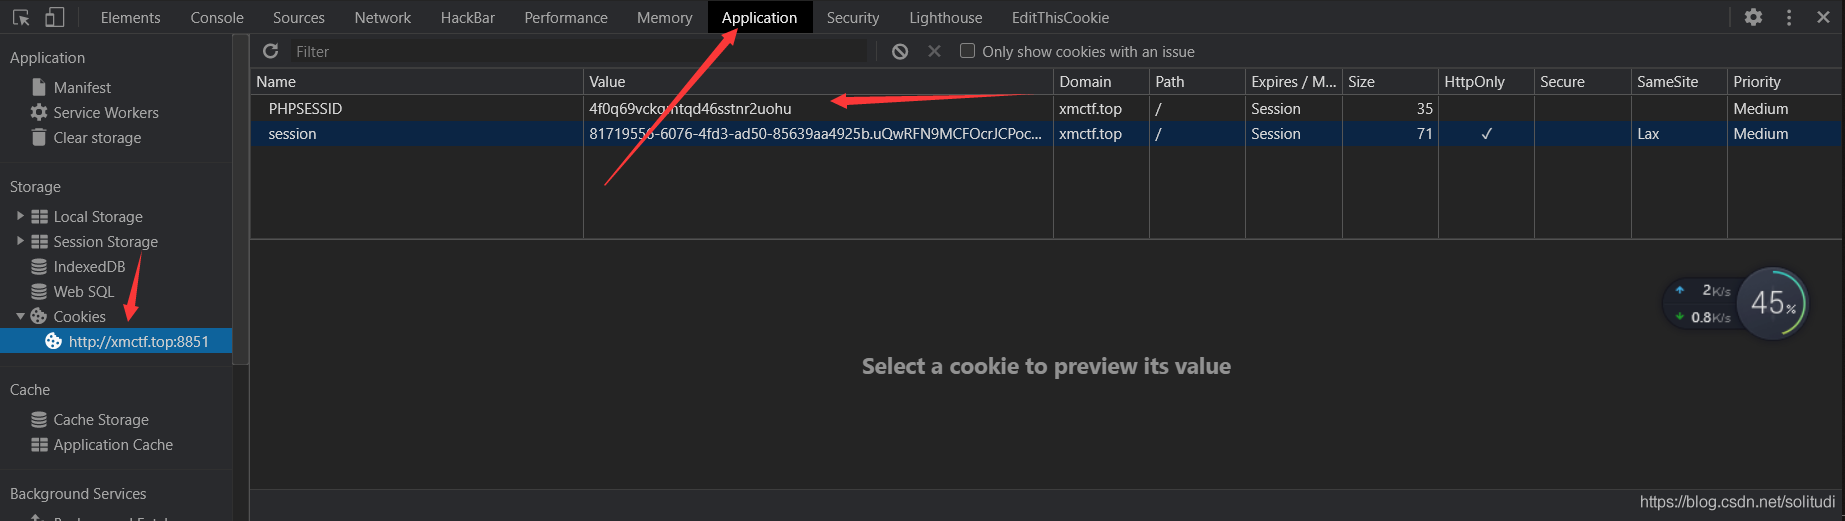 Elements Console Sources Network HackBar Performance Memory Application Security Lighthouse EditThisCookie
Application
Manifest
Service Workers
Clear storage
Storage
Local Storage
Session Storage
IndexedDB
Web SQL
Cookies
http://xmctf.top:8851
Cache
Cache Storage
Application Cache
Background Services
Filter Only show cookies with an issue
Name Value Domain Path Expires / M... Size HttpOnly Secure SameSite Priority
PHPSESSID xmctf.top / Session 35 Medium
session 81719556-6076-4fd3-ad50-85639aa4925b.uQwRFN9MCFOcrJCPoc... xmctf.top / Session 71 ✓ Lax Medium
2K/s
0.8K/s
45%
Select a cookie to preview its value
https://blog.csdn.net/solitudi